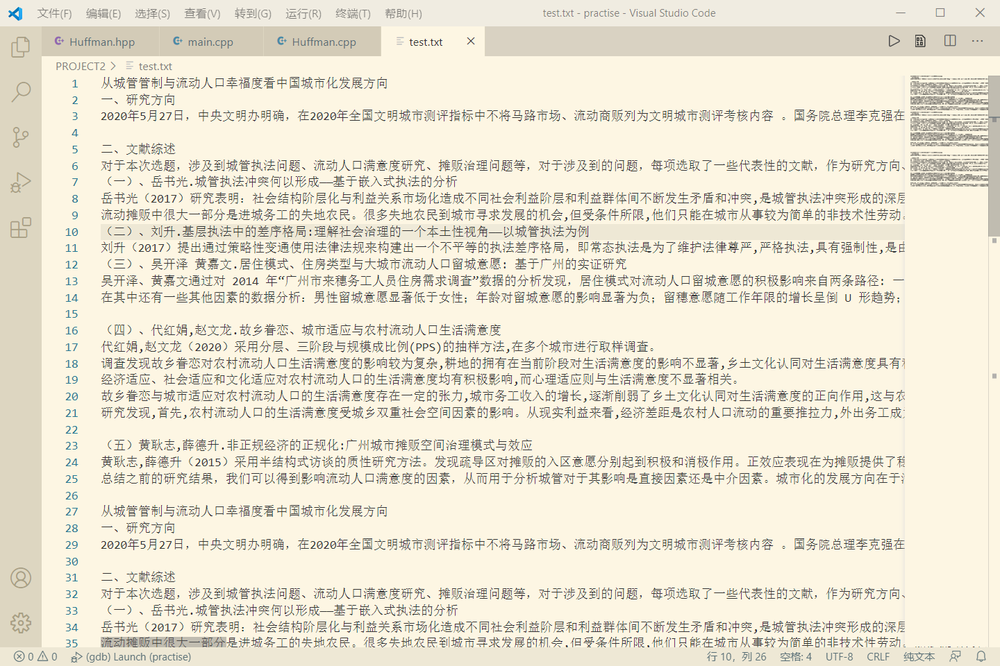 文件(F) 编辑(E) 选择(S) 查看(V) 转到(G) 运行(R) 终端(T) 帮助(H) test.txt - practise - Visual Studio Code
Huffman.hpp main.cpp Huffman.cpp test.txt
PROJECT2 > test.txt
1 从城管管制与流动人口幸福度看中国城市化发展方向
2 一、研究方向
3 2020年5月27日，中央文明办明确，在2020年全国文明城市测评指标中不将马路市场、流动商贩列为文明城市测评考核内容 。国务院总理李克强在
4
5 二、文献综述
6 对于本次选题，涉及到城管执法问题、流动人口满意度研究、摊贩治理问题等，对于涉及到的问题，每项选取了一些代表性的文献，作为研究方向、
7 （一）、岳书光.城管执法冲突何以形成——基于嵌入式执法的分析
8 岳书光（2017）研究表明：社会结构阶层化与利益关系市场化造成不同社会利益阶层和利益群体间不断发生矛盾和冲突,是城管执法冲突形成的深层
9 流动摊贩中很大一部分是进城务工的失地农民。很多失地农民到城市寻求发展的机会,但受条件所限,他们只能在城市从事较为简单的非技术性劳动。
10 （二）、刘升.基层执法中的差序格局:理解社会治理的一个本土性视角——以城管执法为例
11 刘升（2017）提出通过策略性变通使用法律法规来构建出一个不平等的执法差序格局，即常态执法是为了维护法律尊严,严格执法,具有强制性,是由
12 （三）、吴开泽 黄嘉文.居住模式、住房类型与大城市流动人口留城意愿: 基于广州的实证研究
13 吴开泽、黄嘉文通过对 2014 年“广州市来穗务工人员住房需求调查”数据的分析发现，居住模式对流动人口留城意愿的积极影响来自两条路径: 一
14 在其中还有一些其他因素的数据分析：男性留城意愿显著低于女性；年龄对留城意愿的影响显著为负；留穗意愿随工作年限的增长呈倒 U 形趋势；
15
16 （四）、代红娟,赵文龙.故乡眷恋、城市适应与农村流动人口生活满意度
17 代红娟,赵文龙（2020）采用分层、三阶段与规模成比例(PPS)的抽样方法,在多个城市进行取样调查。
18 调查发现故乡眷恋对农村流动人口生活满意度的影响较为复杂,耕地的拥有在当前阶段对生活满意度的影响不显著,乡土文化认同对生活满意度具有
19 经济适应、社会适应和文化适应对农村流动人口的生活满意度均有积极影响,而心理适应则与生活满意度不显著相关。
20 故乡眷恋与城市适应对农村流动人口的生活满意度存在一定的张力,城市务工收入的增长,逐渐削弱了乡土文化认同对生活满意度的正向作用,这与农
21 研究发现,首先,农村流动人口的生活满意度受城乡双重社会空间因素的影响。从现实利益来看,经济差距是农村人口流动的重要推拉力,外出务工成
22
23 （五）黄耿志,薛德升.非正规经济的正规化:广州城市摊贩空间治理模式与效应
24 黄耿志,薛德升（2015）采用半结构式访谈的质性研究方法。发现疏导区对摊贩的入区意愿分别起到积极和消极作用。正效应表现在为摊贩提供了稳
25 总结之前的研究结果，我们可以得到影响流动人口满意度的因素，从而用于分析城管对于其影响是直接因素还是中介因素。城市化的发展方向在于
26
27 从城管管制与流动人口幸福度看中国城市化发展方向
28 一、研究方向
29 2020年5月27日，中央文明办明确，在2020年全国文明城市测评指标中不将马路市场、流动商贩列为文明城市测评考核内容 。国务院总理李克强在
30
31 二、文献综述
32 对于本次选题，涉及到城管执法问题、流动人口满意度研究、摊贩治理问题等，对于涉及到的问题，每项选取了一些代表性的文献，作为研究方向、
33 （一）、岳书光.城管执法冲突何以形成——基于嵌入式执法的分析
34 岳书光（2017）研究表明：社会结构阶层化与利益关系市场化造成不同社会利益阶层和利益群体间不断发生矛盾和冲突,是城管执法冲突形成的深层
35 流动摊贩中很大一部分是进城务工的失地农民。很多失地农民到城市寻求发展的机会,但受条件所限,他们只能在城市从事较为简单的非技术性劳动。
0 0 (gdb) Launch (practise) 行 10，列 26 空格: 4 UTF-8 CRLF 纯文本